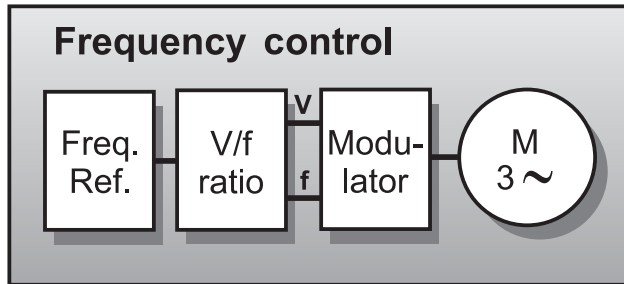 Frequency control
Freq.
Ref.
V/f
ratio
V
f
Modu-
lator
M
3 ~